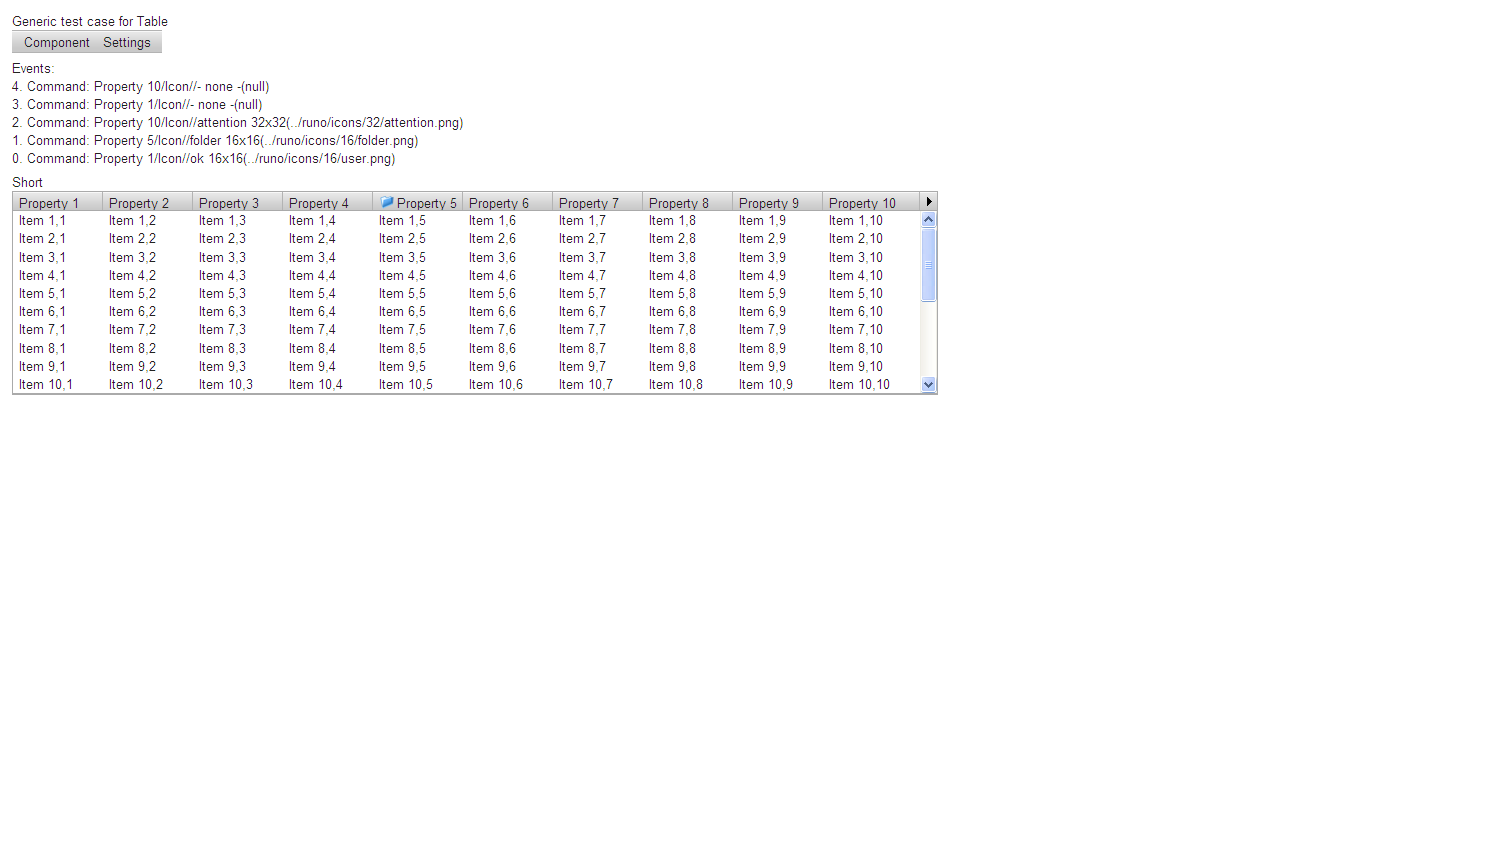 Generic test case for Table
Component Settings
Events:
4. Command: Property 10/Icon//- none -(null)
3. Command: Property 1/Icon//- none -(null)
2. Command: Property 10/Icon//attention 32x32(../runo/icons/32/attention.png)
1. Command: Property 5/Icon//folder 16x16(../runo/icons/16/folder.png)
0. Command: Property 1/Icon//ok 16x16(../runo/icons/16/user.png)
Short
Property 1 Property 2 Property 3 Property 4 Property 5 Property 6 Property 7 Property 8 Property 9 Property 10
Item 1,1 Item 1,2 Item 1,3 Item 1,4 Item 1,5 Item 1,6 Item 1,7 Item 1,8 Item 1,9 Item 1,10
Item 2,1 Item 2,2 Item 2,3 Item 2,4 Item 2,5 Item 2,6 Item 2,7 Item 2,8 Item 2,9 Item 2,10
Item 3,1 Item 3,2 Item 3,3 Item 3,4 Item 3,5 Item 3,6 Item 3,7 Item 3,8 Item 3,9 Item 3,10
Item 4,1 Item 4,2 Item 4,3 Item 4,4 Item 4,5 Item 4,6 Item 4,7 Item 4,8 Item 4,9 Item 4,10
Item 5,1 Item 5,2 Item 5,3 Item 5,4 Item 5,5 Item 5,6 Item 5,7 Item 5,8 Item 5,9 Item 5,10
Item 6,1 Item 6,2 Item 6,3 Item 6,4 Item 6,5 Item 6,6 Item 6,7 Item 6,8 Item 6,9 Item 6,10
Item 7,1 Item 7,2 Item 7,3 Item 7,4 Item 7,5 Item 7,6 Item 7,7 Item 7,8 Item 7,9 Item 7,10
Item 8,1 Item 8,2 Item 8,3 Item 8,4 Item 8,5 Item 8,6 Item 8,7 Item 8,8 Item 8,9 Item 8,10
Item 9,1 Item 9,2 Item 9,3 Item 9,4 Item 9,5 Item 9,6 Item 9,7 Item 9,8 Item 9,9 Item 9,10
Item 10,1 Item 10,2 Item 10,3 Item 10,4 Item 10,5 Item 10,6 Item 10,7 Item 10,8 Item 10,9 Item 10,10